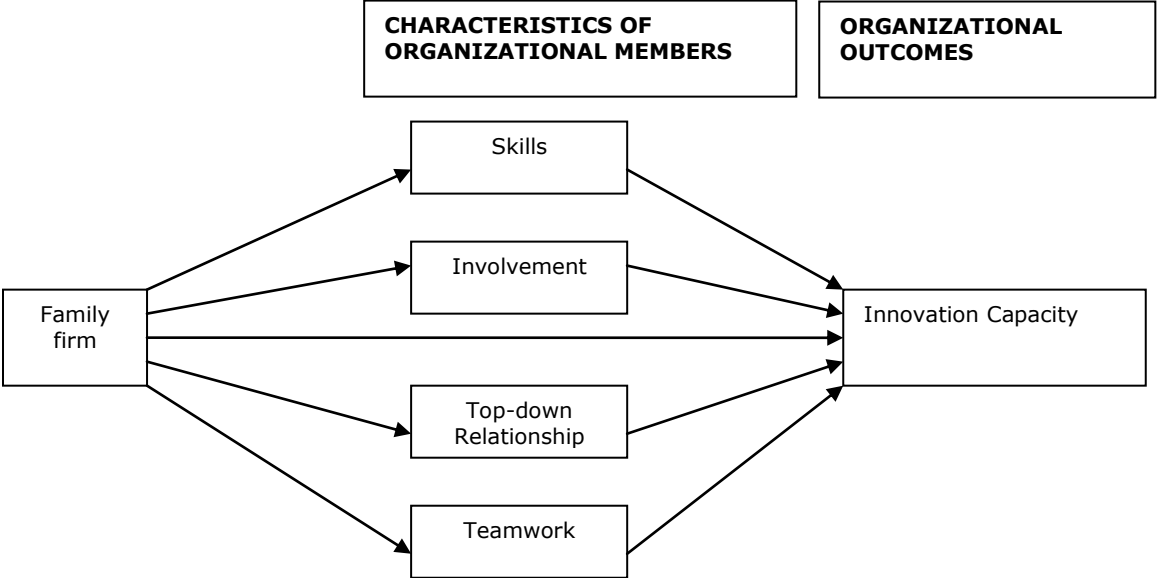 CHARACTERISTICS OF
ORGANIZATIONAL MEMBERS
ORGANIZATIONAL
OUTCOMES
Skills
Involvement
Family
firm
Innovation Capacity
Top-down
Relationship
Teamwork